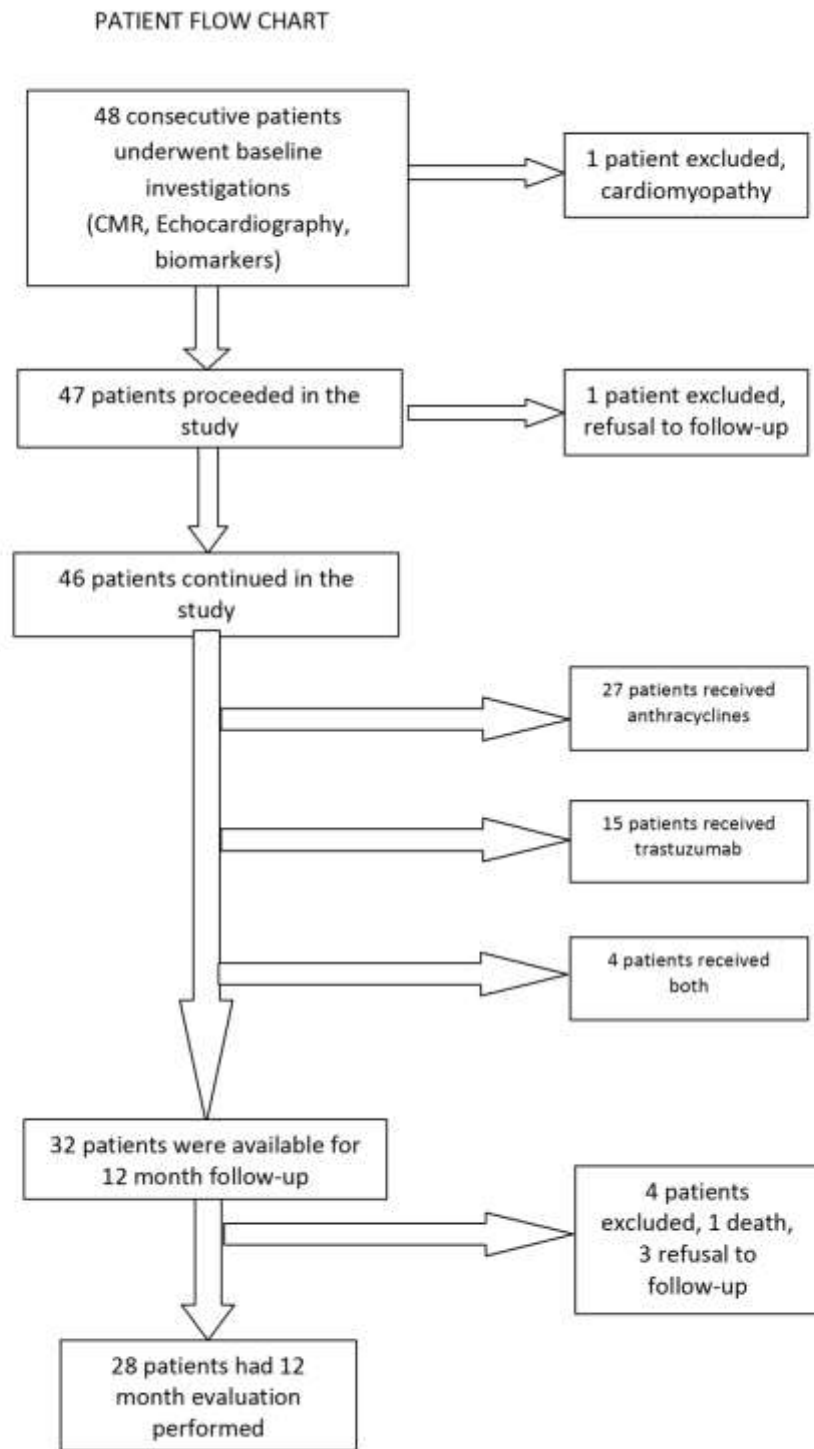 PATIENT FLOW CHART
48 consecutive patients
underwent baseline
investigations
(CMR, Echocardiography,
biomarkers)
1 patient excluded,
cardiomyopathy
47 patients proceeded in the
study
1 patient excluded,
refusal to follow-up
46 patients continued in the
study
27 patients received
anthracyclines
15 patients received
trastuzumab
4 patients received
both
32 patients were available for
12 month follow-up
4 patients
excluded, 1 death,
3 refusal to
follow-up
28 patients had 12
month evaluation
performed